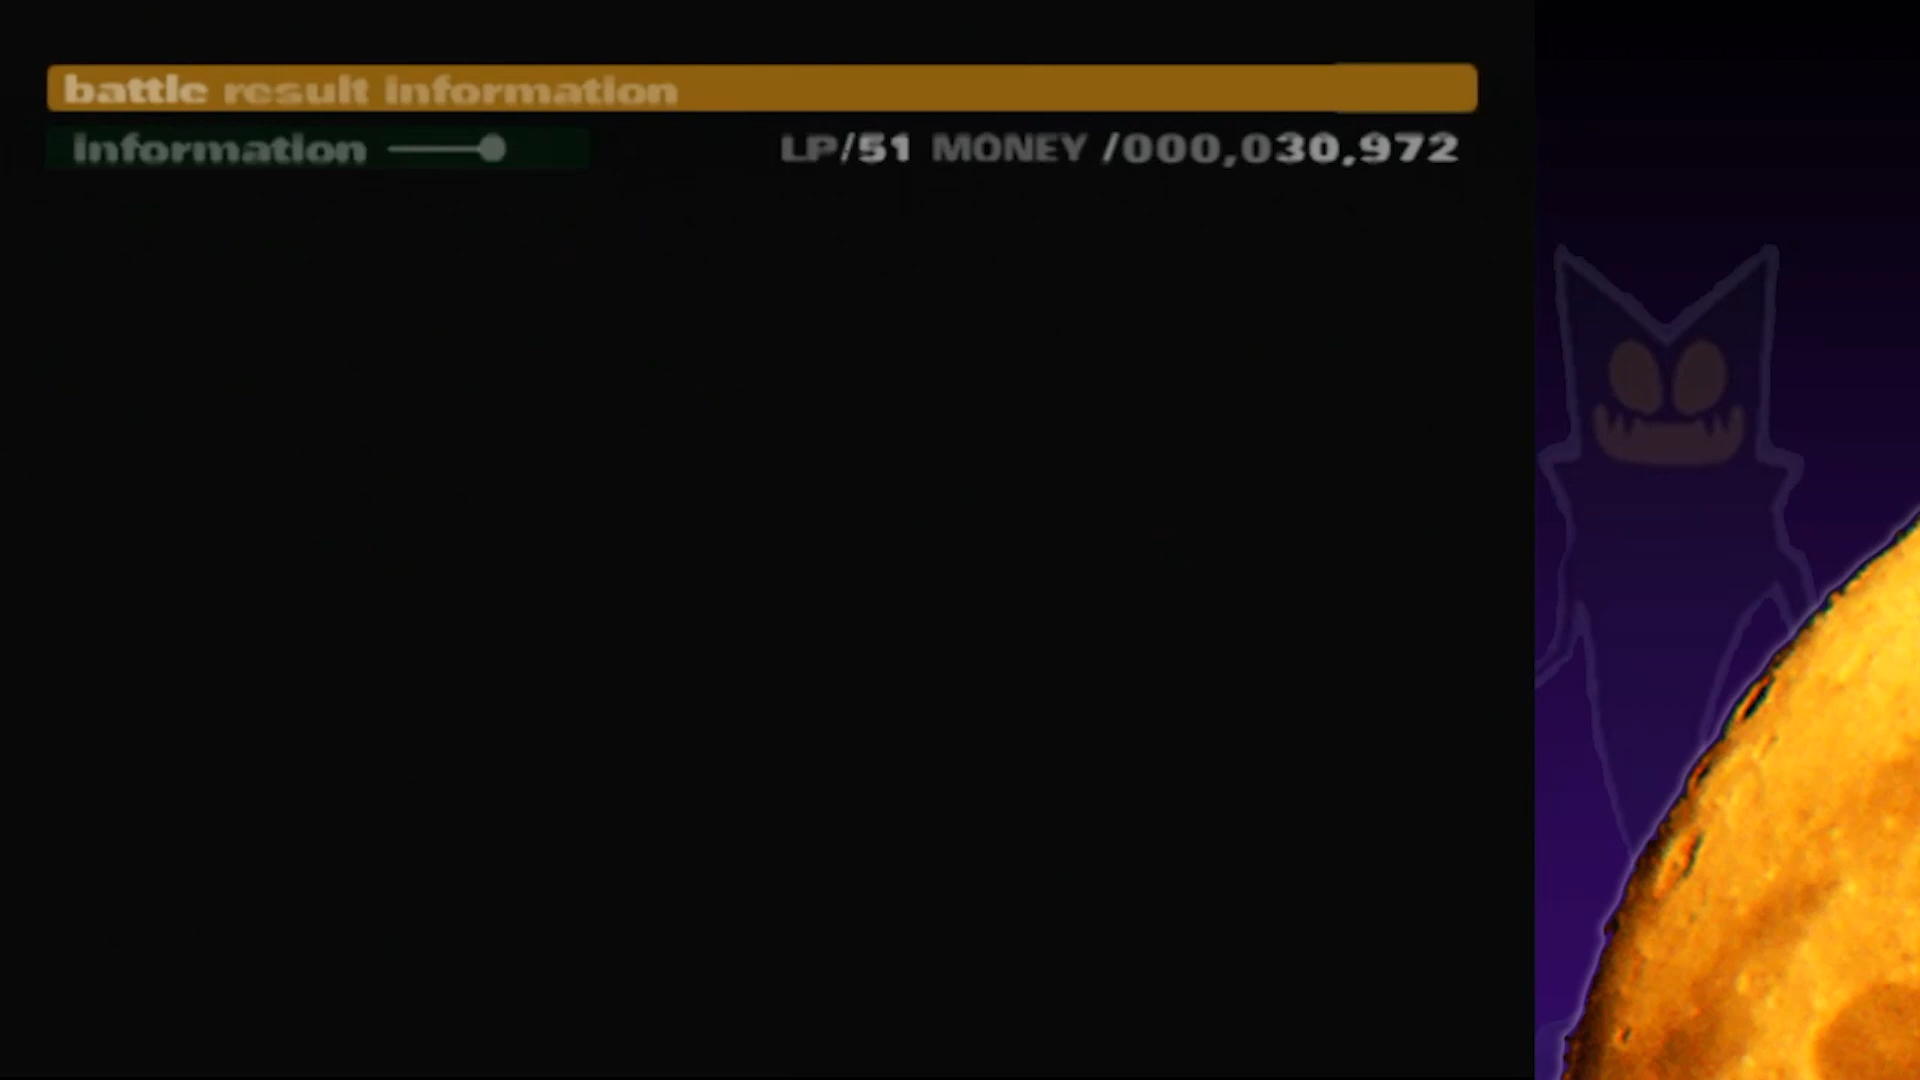 battle result information
information
LP/51 MONEY /000,030,972